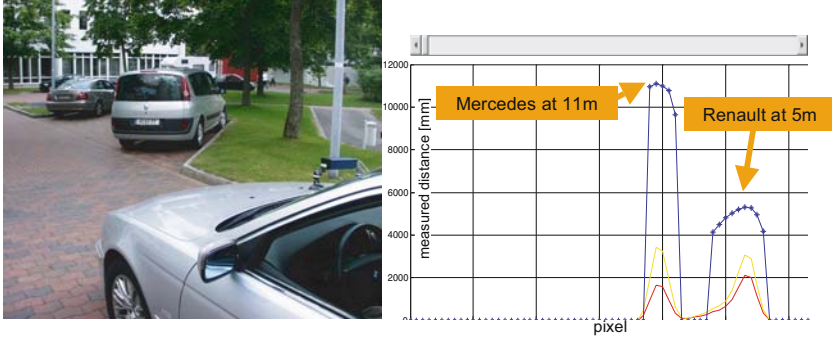 12000
10000
8000
6000
4000
2000
0
measured distance [mm]
Mercedes at 11m
Renault at 5m
pixel